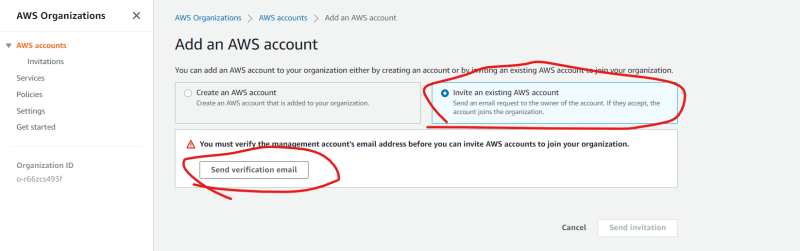 AWS Organizations
AWS accounts
Invitations
Services
Policies
Settings
Get started
Organization ID
o-r66zcs493f
AWS Organizations > AWS accounts > Add an AWS account
Add an AWS account
You can add an AWS account to your organization either by creating an account or by inviting an existing AWS account to join your organization.
Create an AWS account
Create an AWS account that is added to your organization.
Invite an existing AWS account
Send an email request to the owner of the account. If they accept, the
account joins the organization.
You must verify the management account's email address before you can invite AWS accounts to join your organization.
Send verification email
Cancel
Send invitation